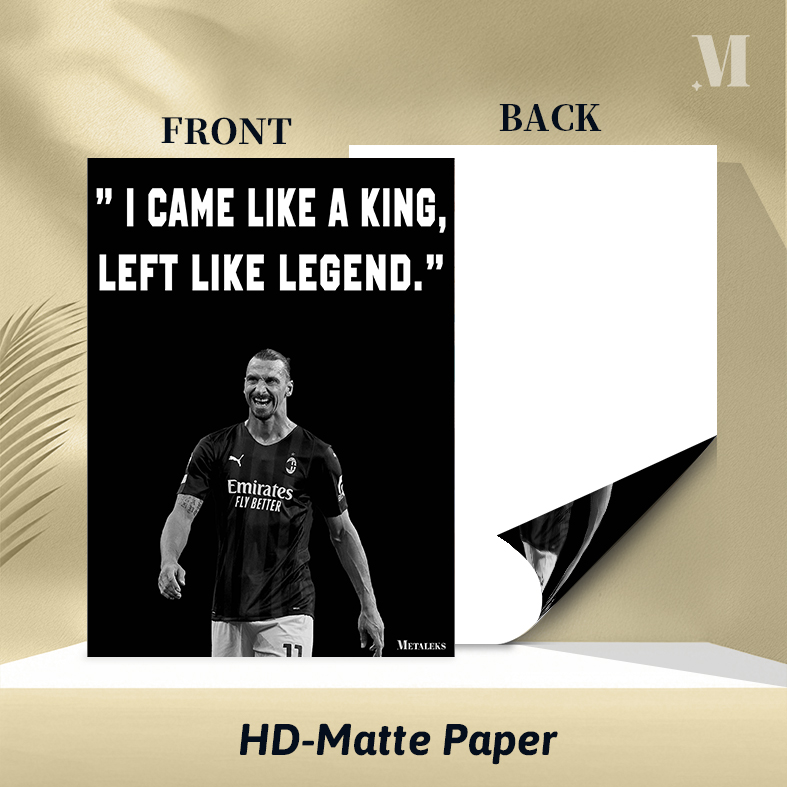 M
FRONT
BACK
” I CAME LIKE A KING,
LEFT LIKE LEGEND.”
Emirates
FLY BETTER
11
METALEKS
HD-Matte Paper